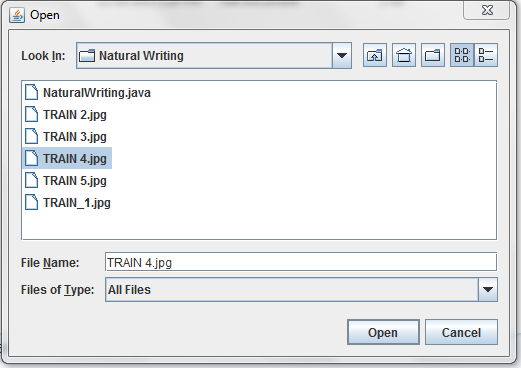 Open
Look In: Natural Writing
NaturalWriting.java
TRAIN 2.jpg
TRAIN 3.jpg
TRAIN 4.jpg
TRAIN 5.jpg
TRAIN_1.jpg
File Name: TRAIN 4.jpg
Files of Type: All Files
Open Cancel